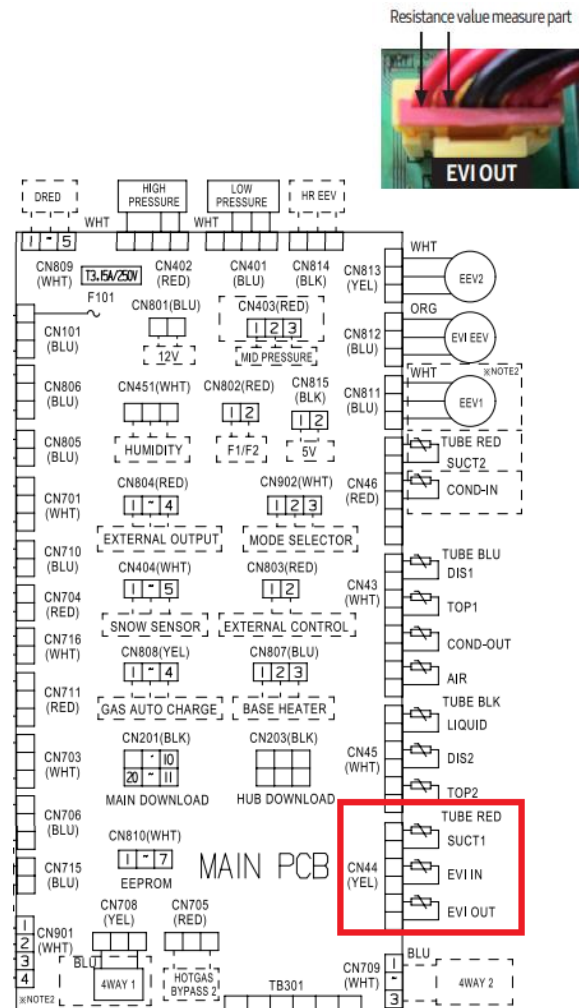 Resistance value measure part
EVI OUT
DRED
HIGH
PRESSURE
LOW
PRESSURE
HR EEV
WHT
WHT
1 ~ 5
CN809
(WHT)
T3.15A/250V
F101
CN402
(RED)
CN401
(BLU)
CN814
(BLK)
CN813
(YEL)
WHT
EEV2
CN101
(BLU)
CN801(BLU)
12V
CN403(RED)
1 2 3
MID PRESSURE
CN812
(BLU)
ORG
EVI EEV
CN806
(BLU)
CN451(WHT)
HUMIDITY
CN802(RED)
1 2
F1/F2
CN815
(BLK)
1 2
5V
CN811
(BLU)
WHT
※NOTE2
EEV1
CN805
(BLU)
CN46
(RED)
TUBE RED
SUCT2
COND-IN
CN701
(WHT)
CN804(RED)
1 ~ 4
EXTERNAL OUTPUT
CN902(WHT)
1 2 3
MODE SELECTOR
CN710
(BLU)
CN404(WHT)
1 ~ 5
SNOW SENSOR
CN803(RED)
1 2
EXTERNAL CONTROL
CN43
(WHT)
TUBE BLU
DIS1
TOP1
COND-OUT
AIR
CN704
(RED)
CN716
(WHT)
CN808(YEL)
1 ~ 4
GAS AUTO CHARGE
CN807(BLU)
1 2 3
BASE HEATER
CN711
(RED)
CN45
(WHT)
TUBE BLK
LIQUID
DIS2
TOP2
CN703
(WHT)
CN201(BLK)
· 10
20 ~ 11
MAIN DOWNLOAD
CN203(BLK)
HUB DOWNLOAD
CN706
(BLU)
CN810(WHT)
1 ~ 7
EEPROM
MAIN PCB
CN44
(YEL)
TUBE RED
SUCT1
EVI IN
EVI OUT
CN715
(BLU)
CN708
(YEL)
CN705
(RED)
1
2
3
4
CN901
(WHT)
※NOTE2
BLU
4WAY 1
HOTGAS
BYPASS 2
TB301
CN709
(WHT)
1
~
3
BLU
4WAY 2